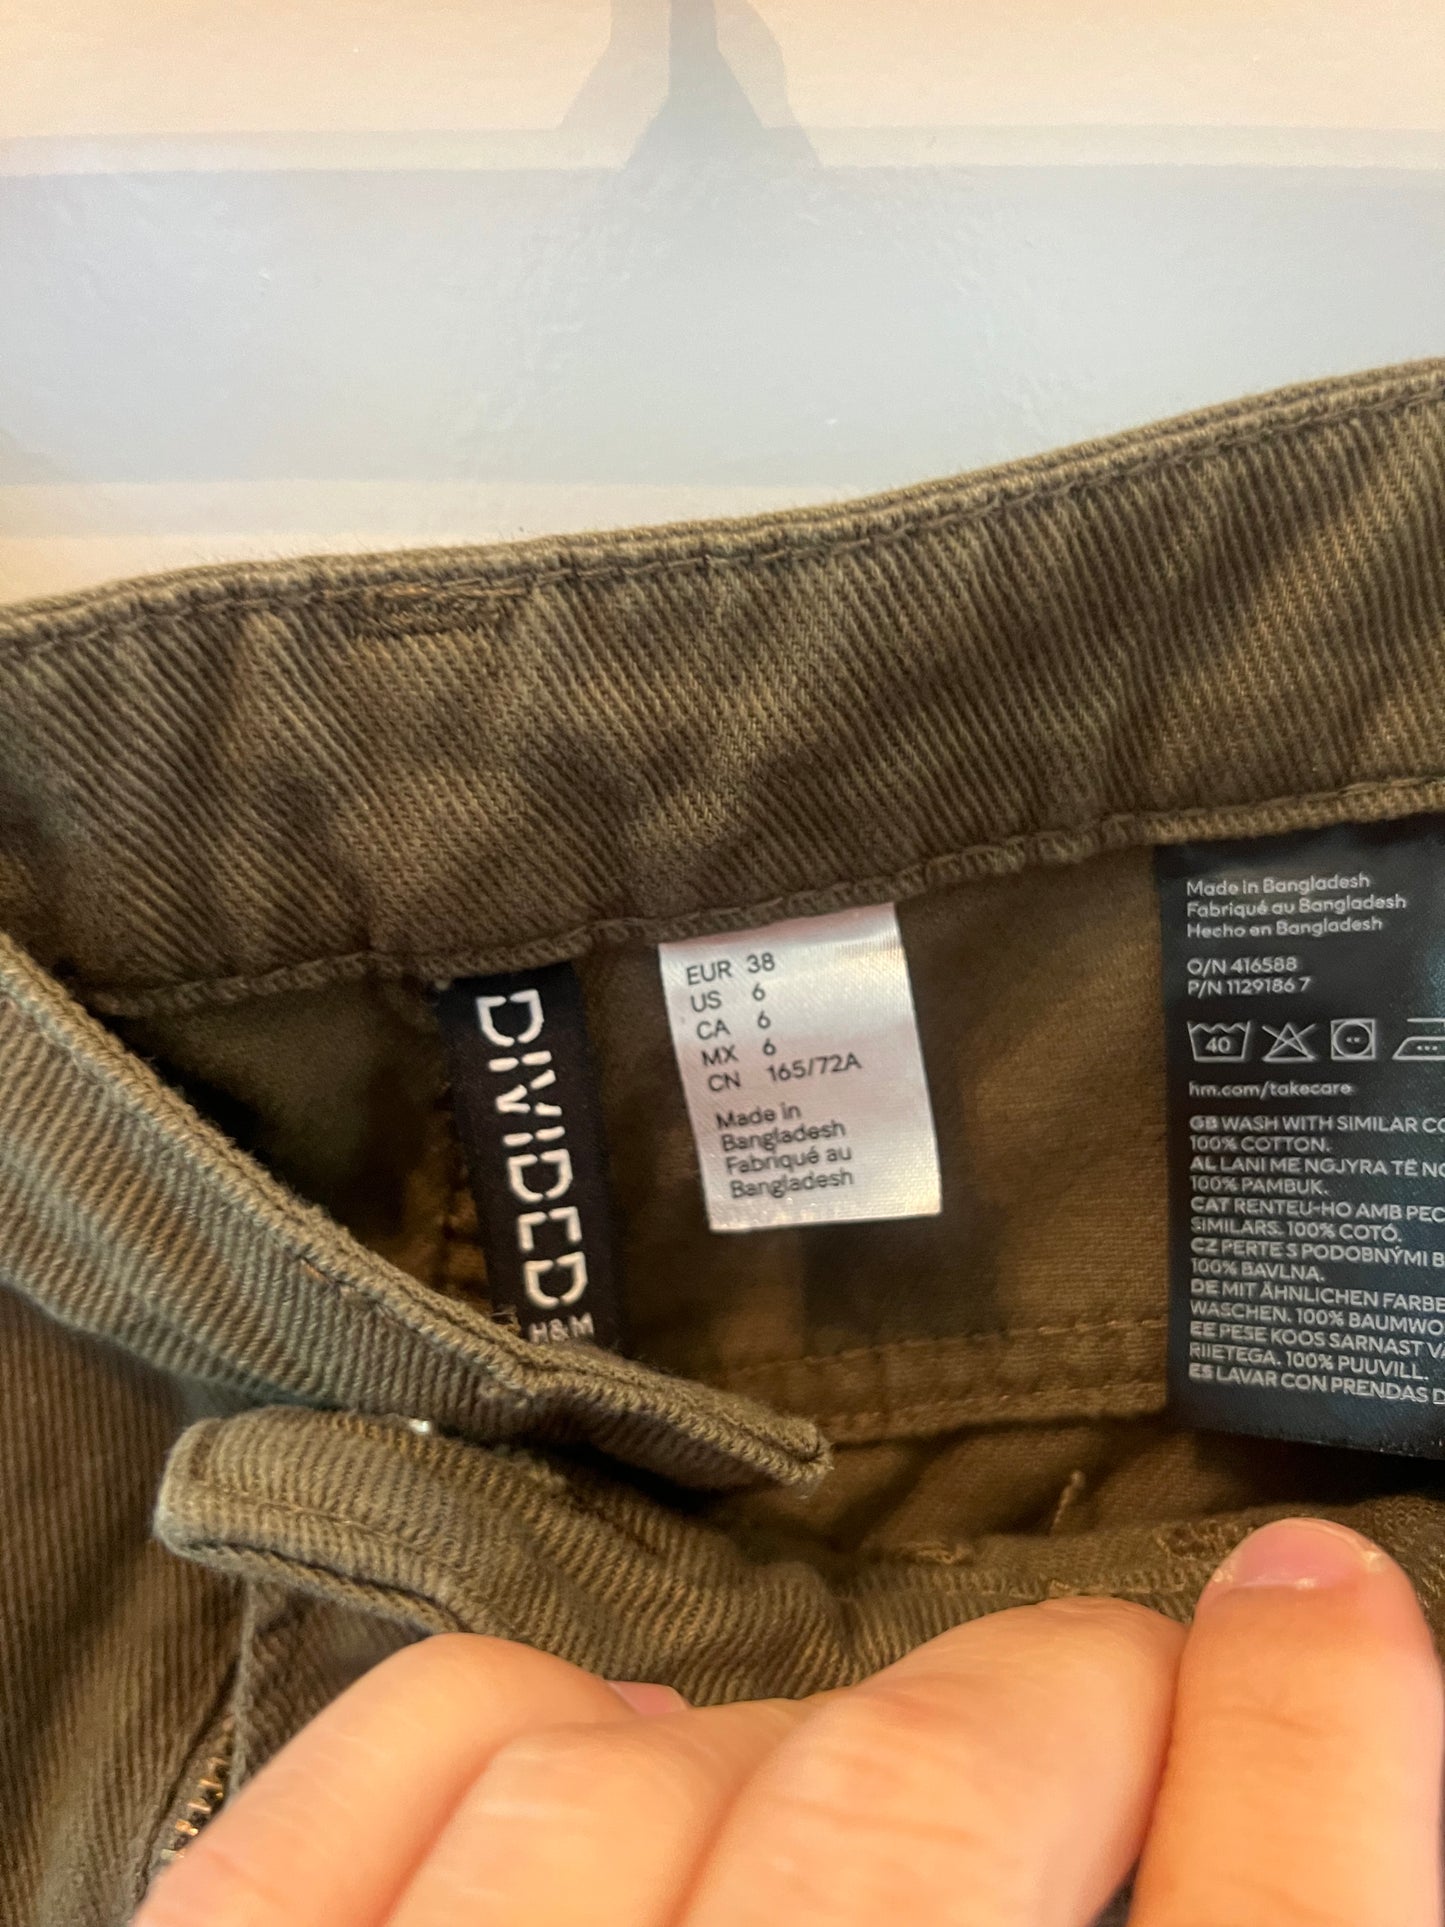 DIVIDED
H&M
EUR 38
US 6
CA 6
MX 6
CN 165/72A
Made in
Bangladesh
Fabriqué au
Bangladesh
Made in Bangladesh
Fabriqué au Bangladesh
Hecho en Bangladesh
O/N 416588
P/N 1129186 7
40
hm.com/takecare
GB WASH WITH SIMILAR CO
100% COTTON.
AL LANI ME NGJYRA TË NG
100% PAMBUK.
CAT RENTEU-HO AMB PEC
SIMILARS. 100% COTÓ.
CZ PERTE S PODOBNÝMI B
100% BAVLNA.
DE MIT ÄHNLICHEN FARBE
WASCHEN. 100% BAUMWO
EE PESE KOOS SARNAST VÄ
RIIETEGA. 100% PUUVILL.
ES LAVAR CON PRENDAS D